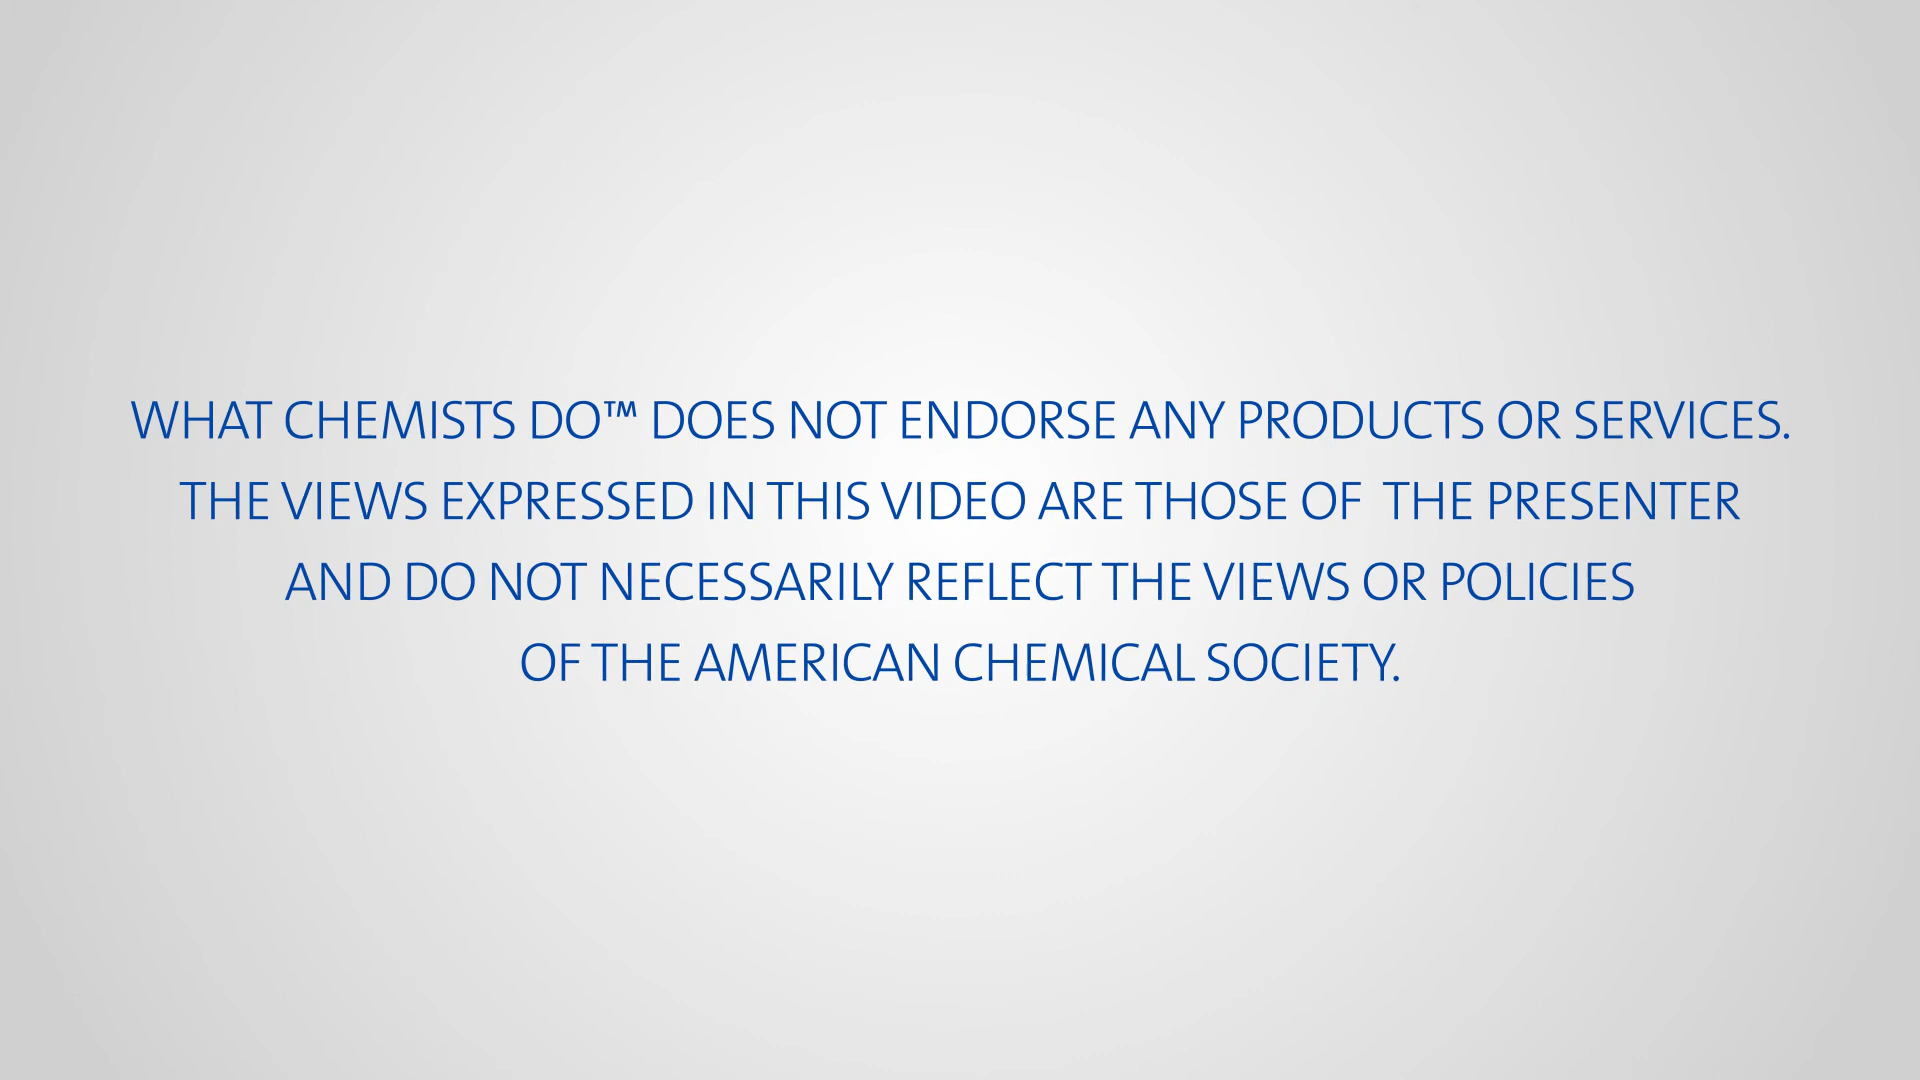 WHAT CHEMISTS DO™ DOES NOT ENDORSE ANY PRODUCTS OR SERVICES.
THE VIEWS EXPRESSED IN THIS VIDEO ARE THOSE OF  THE PRESENTER
AND DO NOT NECESSARILY REFLECT THE VIEWS OR POLICIES
OF THE AMERICAN CHEMICAL SOCIETY.